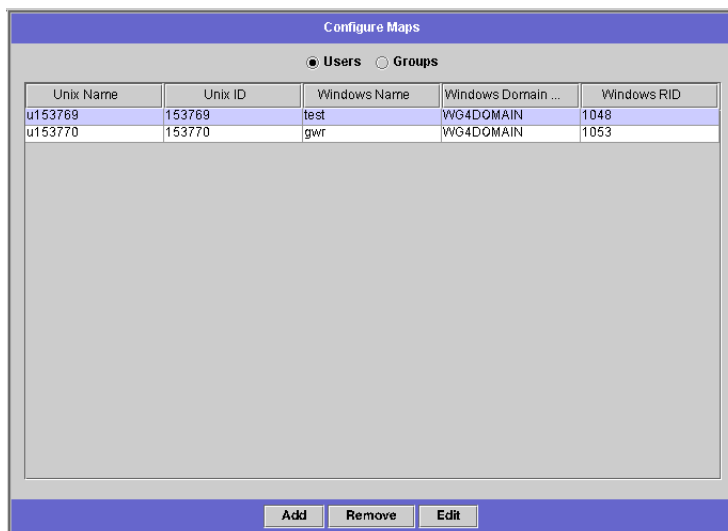 Configure Maps
Users Groups
Unix Name Unix ID Windows Name Windows Domain ... Windows RID
u153769 153769 test WG4DOMAIN 1048
u153770 153770 gwr WG4DOMAIN 1053
Add Remove Edit